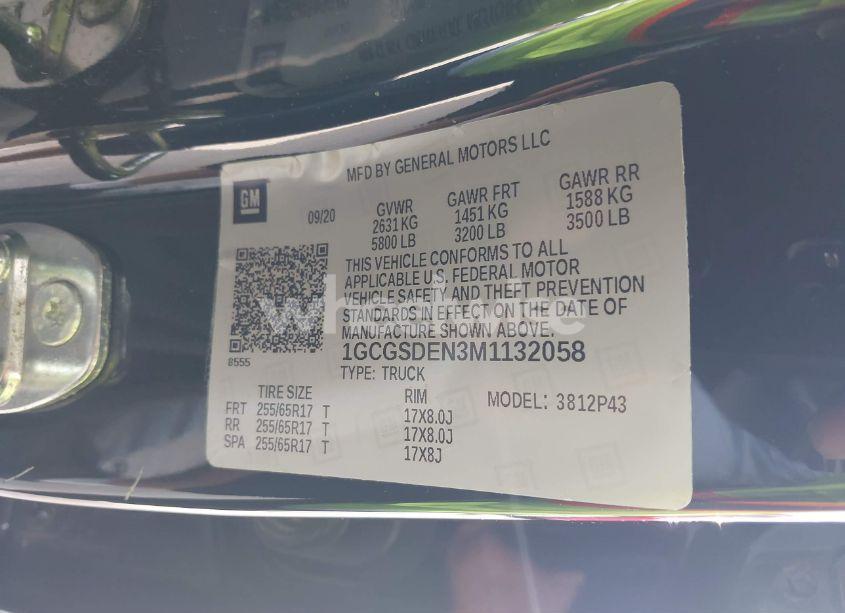 MFD BY GENERAL MOTORS LLC
GM
09/20
GVWR GAWR FRT GAWR RR
2631 KG 1451 KG 1588 KG
5800 LB 3200 LB 3500 LB
THIS VEHICLE CONFORMS TO ALL
APPLICABLE U.S. FEDERAL MOTOR
VEHICLE SAFETY AND THEFT PREVENTION
STANDARDS IN EFFECT ON THE DATE OF
MANUFACTURE SHOWN ABOVE.
8555
1GCGSDEN3M1132058
TYPE: TRUCK
TIRE SIZE RIM MODEL: 3812P43
FRT 255/65R17 T 17X8.0J
RR 255/65R17 T 17X8.0J
SPA 255/65R17 T 17X8J